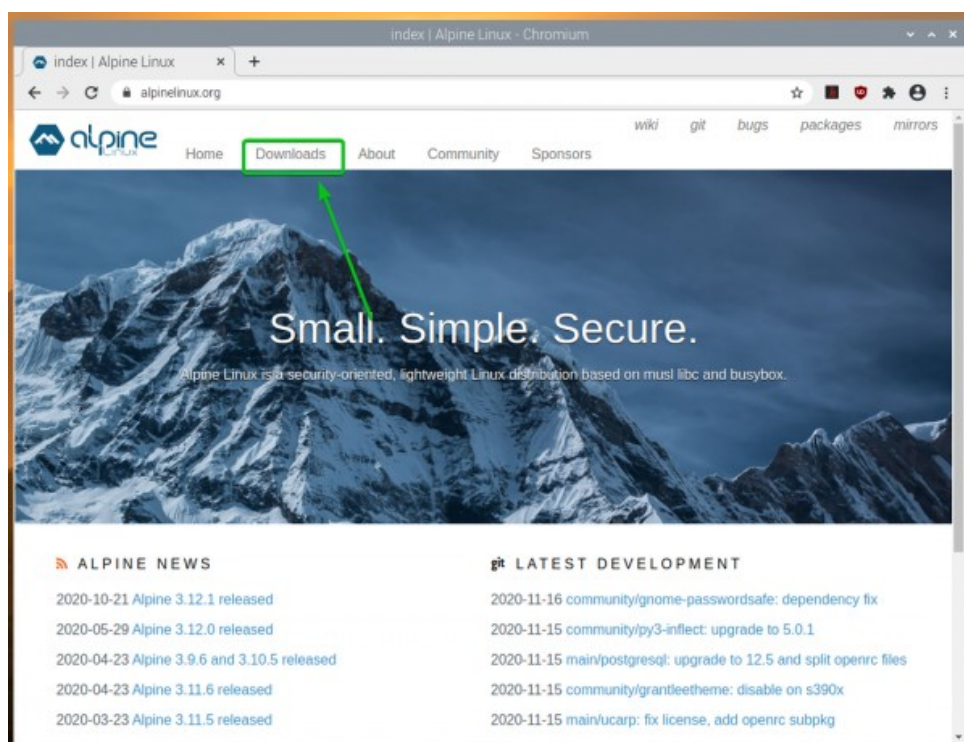 index | Alpine Linux - Chromium
index | Alpine Linux
alpinelinux.org
wiki git bugs packages mirrors
alpine
Linux
Home Downloads About Community Sponsors
Small. Simple. Secure.
Alpine Linux is a security-oriented, lightweight Linux distribution based on musl libc and busybox.
ALPINE NEWS
2020-10-21 Alpine 3.12.1 released
2020-05-29 Alpine 3.12.0 released
2020-04-23 Alpine 3.9.6 and 3.10.5 released
2020-04-23 Alpine 3.11.6 released
2020-03-23 Alpine 3.11.5 released
git LATEST DEVELOPMENT
2020-11-16 community/gnome-passwordsafe: dependency fix
2020-11-15 community/py3-inflect: upgrade to 5.0.1
2020-11-15 main/postgresql: upgrade to 12.5 and split openrc files
2020-11-15 community/grantleetheme: disable on s390x
2020-11-15 main/ucarp: fix license, add openrc subpkg